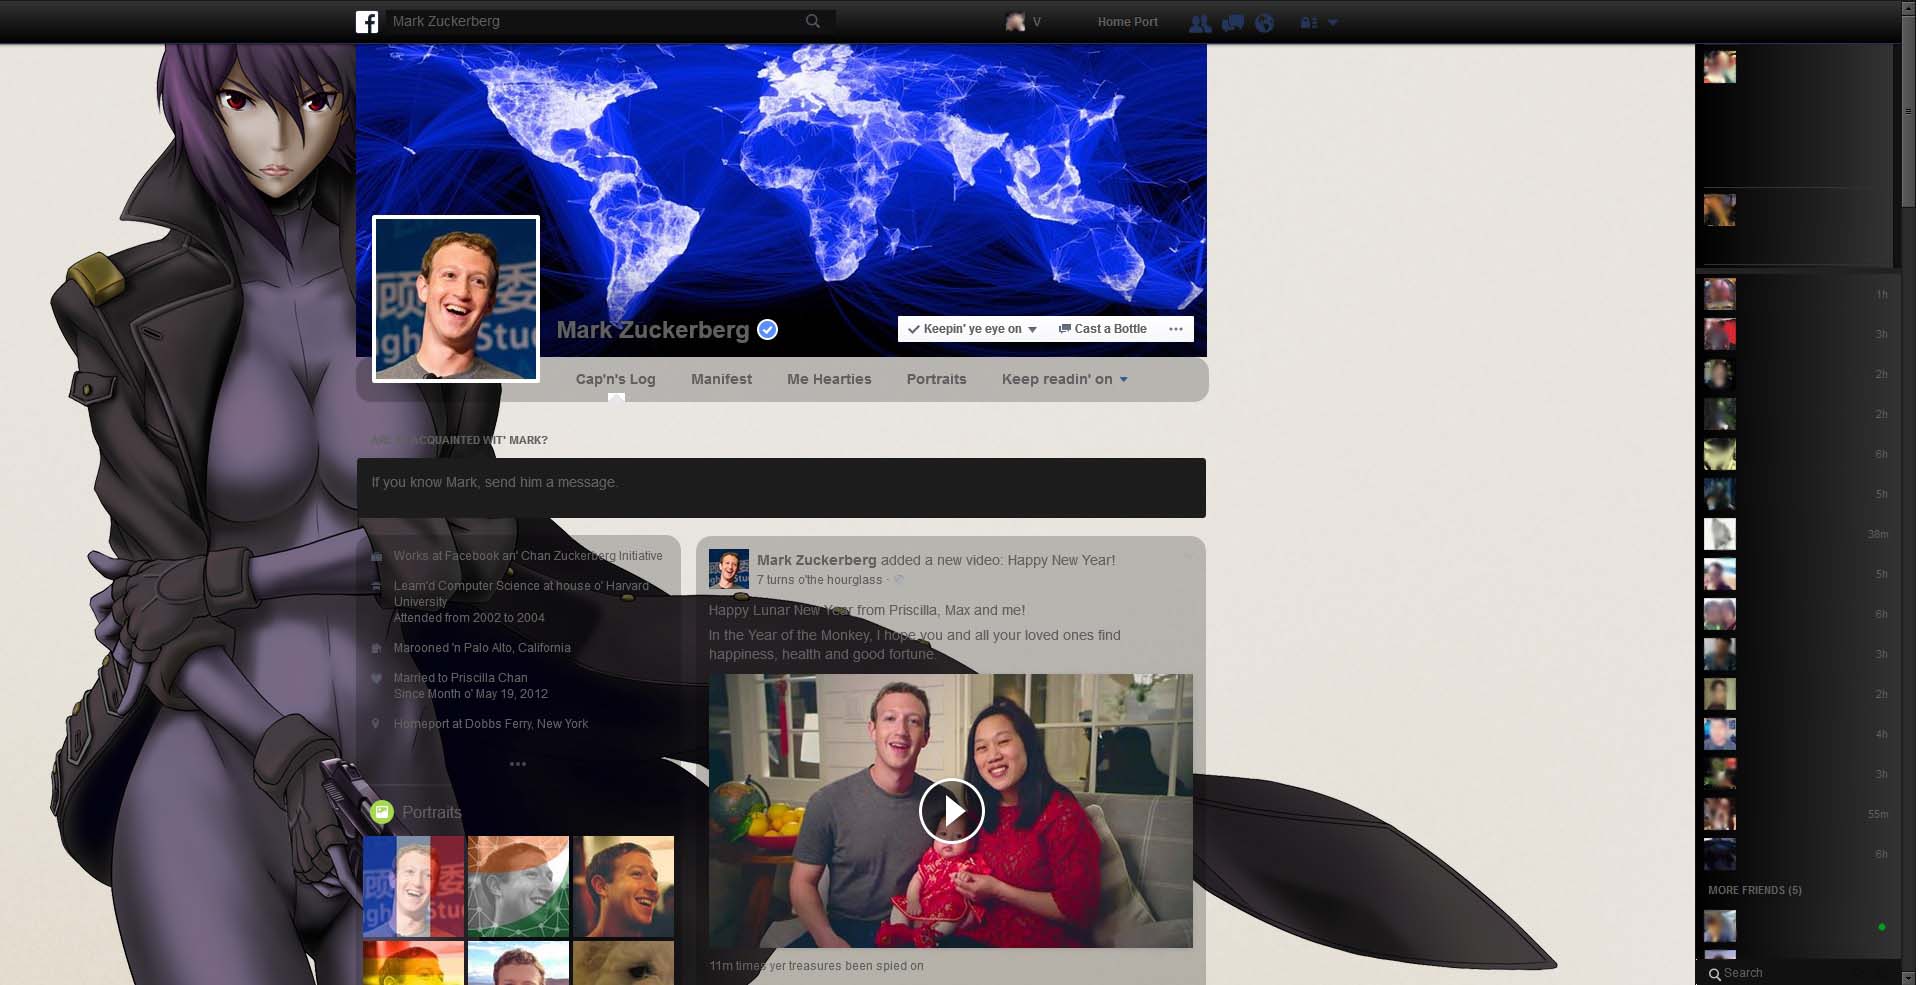 Mark Zuckerberg
V
Home Port
Mark Zuckerberg
Keepin' ye eye on
Cast a Bottle
Cap'n's Log
Manifest
Me Hearties
Portraits
Keep readin' on
ACQUAINTED WIT' MARK?
If you know Mark, send him a message.
Works at Facebook an' Chan Zuckerberg Initiative
Learn'd Computer Science at house o' Harvard
University
Attended from 2002 to 2004
Marooned 'n Palo Alto, California
Married to Priscilla Chan
Since Month o' May 19, 2012
Homeport at Dobbs Ferry, New York
Portraits
Mark Zuckerberg added a new video: Happy New Year!
7 turns o'the hourglass ·
Happy Lunar New Year from Priscilla, Max and me!
In the Year of the Monkey, I hope you and all your loved ones find
happiness, health and good fortune.
11m times yer treasures been spied on
1h
3h
2h
2h
6h
5h
38m
5h
6h
3h
2h
4h
3h
55m
6h
MORE FRIENDS (5)
Search